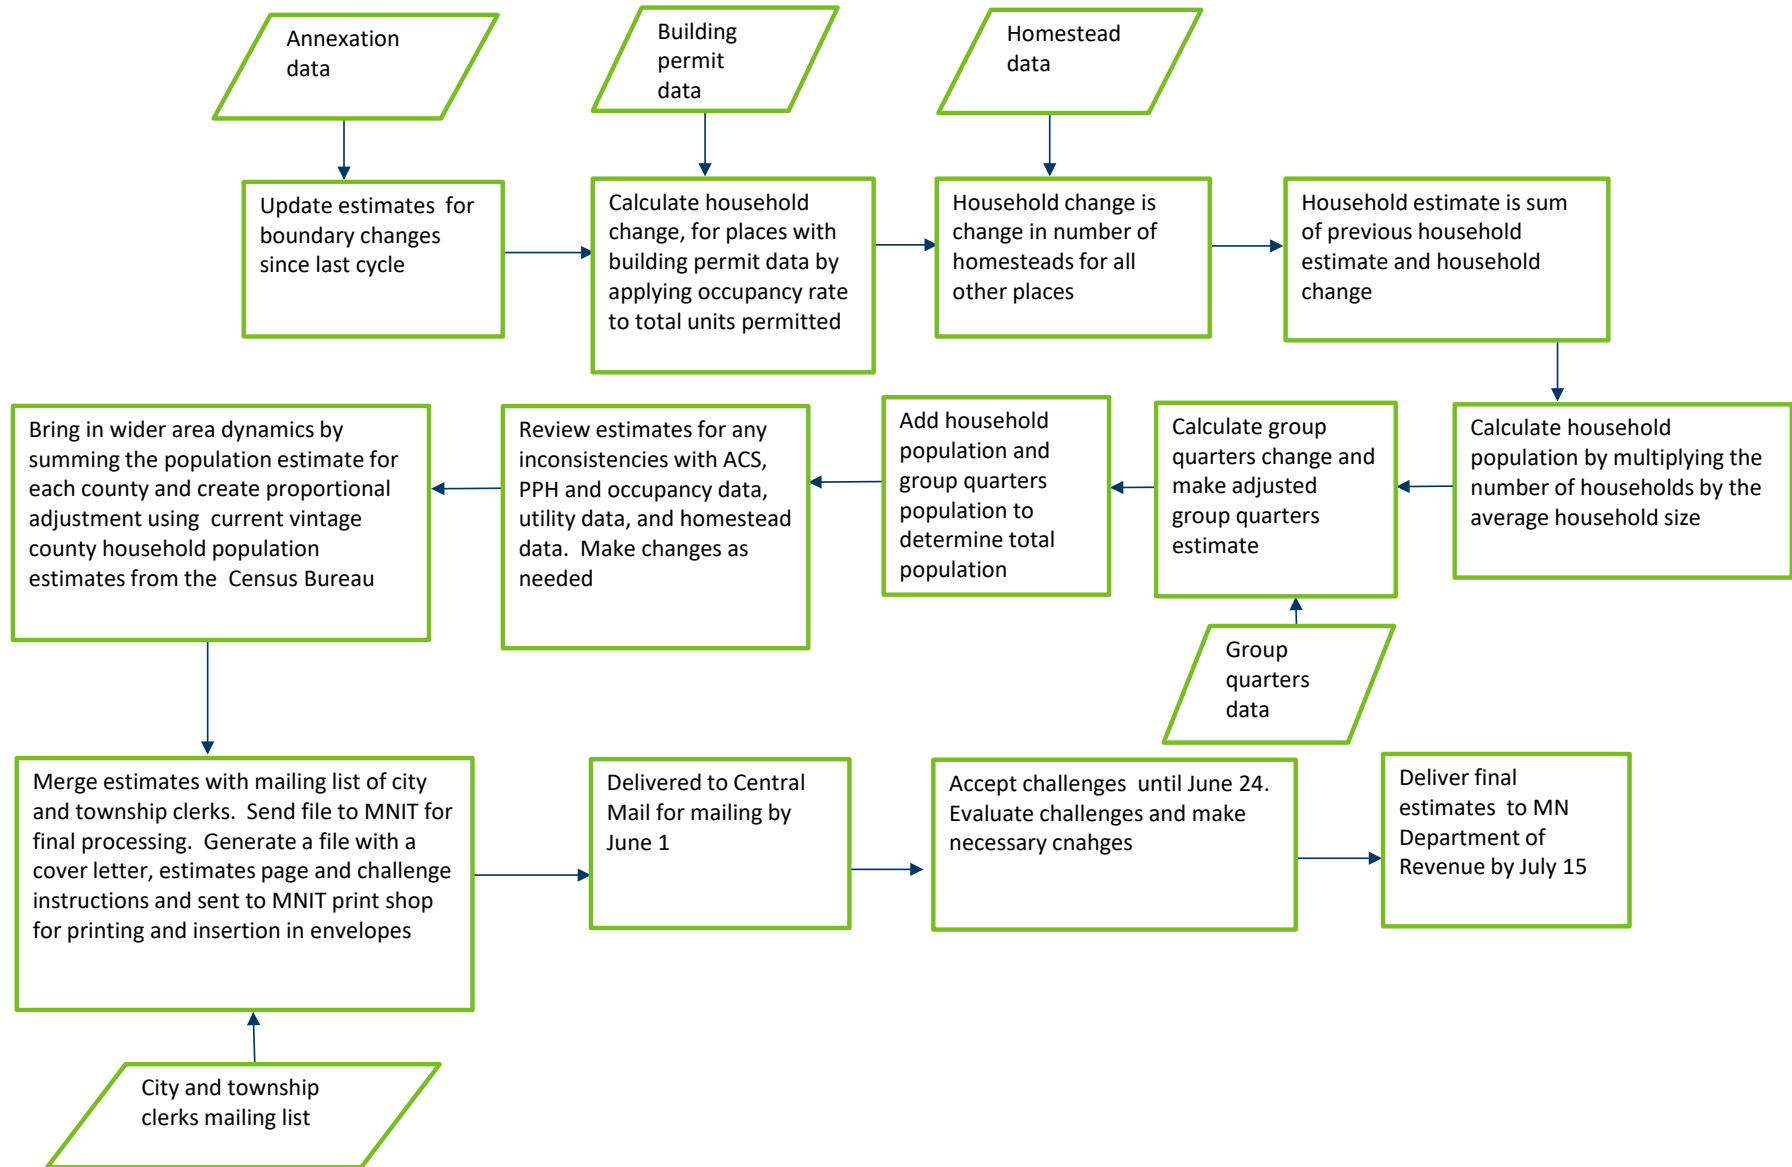 Annexation
data
Building
permit
data
Homestead
data
Update estimates for
boundary changes
since last cycle
Calculate household
change, for places with
building permit data by
applying occupancy rate
to total units permitted
Household change is
change in number of
homesteads for all
other places
Household estimate is sum
of previous household
estimate and household
change
Calculate household
population by multiplying the
number of households by the
average household size
Calculate group
quarters change and
make adjusted
group quarters
estimate
Group
quarters
data
Add household
population and
group quarters
population to
determine total
population
Review estimates for any
inconsistencies with ACS,
PPH and occupancy data,
utility data, and homestead
data. Make changes as
needed
Bring in wider area dynamics by
summing the population estimate for
each county and create proportional
adjustment using current vintage
county household population
estimates from the Census Bureau
Merge estimates with mailing list of city
and township clerks. Send file to MNIT for
final processing. Generate a file with a
cover letter, estimates page and challenge
instructions and sent to MNIT print shop
for printing and insertion in envelopes
City and township
clerks mailing list
Delivered to Central
Mail for mailing by
June 1
Accept challenges until June 24.
Evaluate challenges and make
necessary cnahges
Deliver final
estimates to MN
Department of
Revenue by July 15